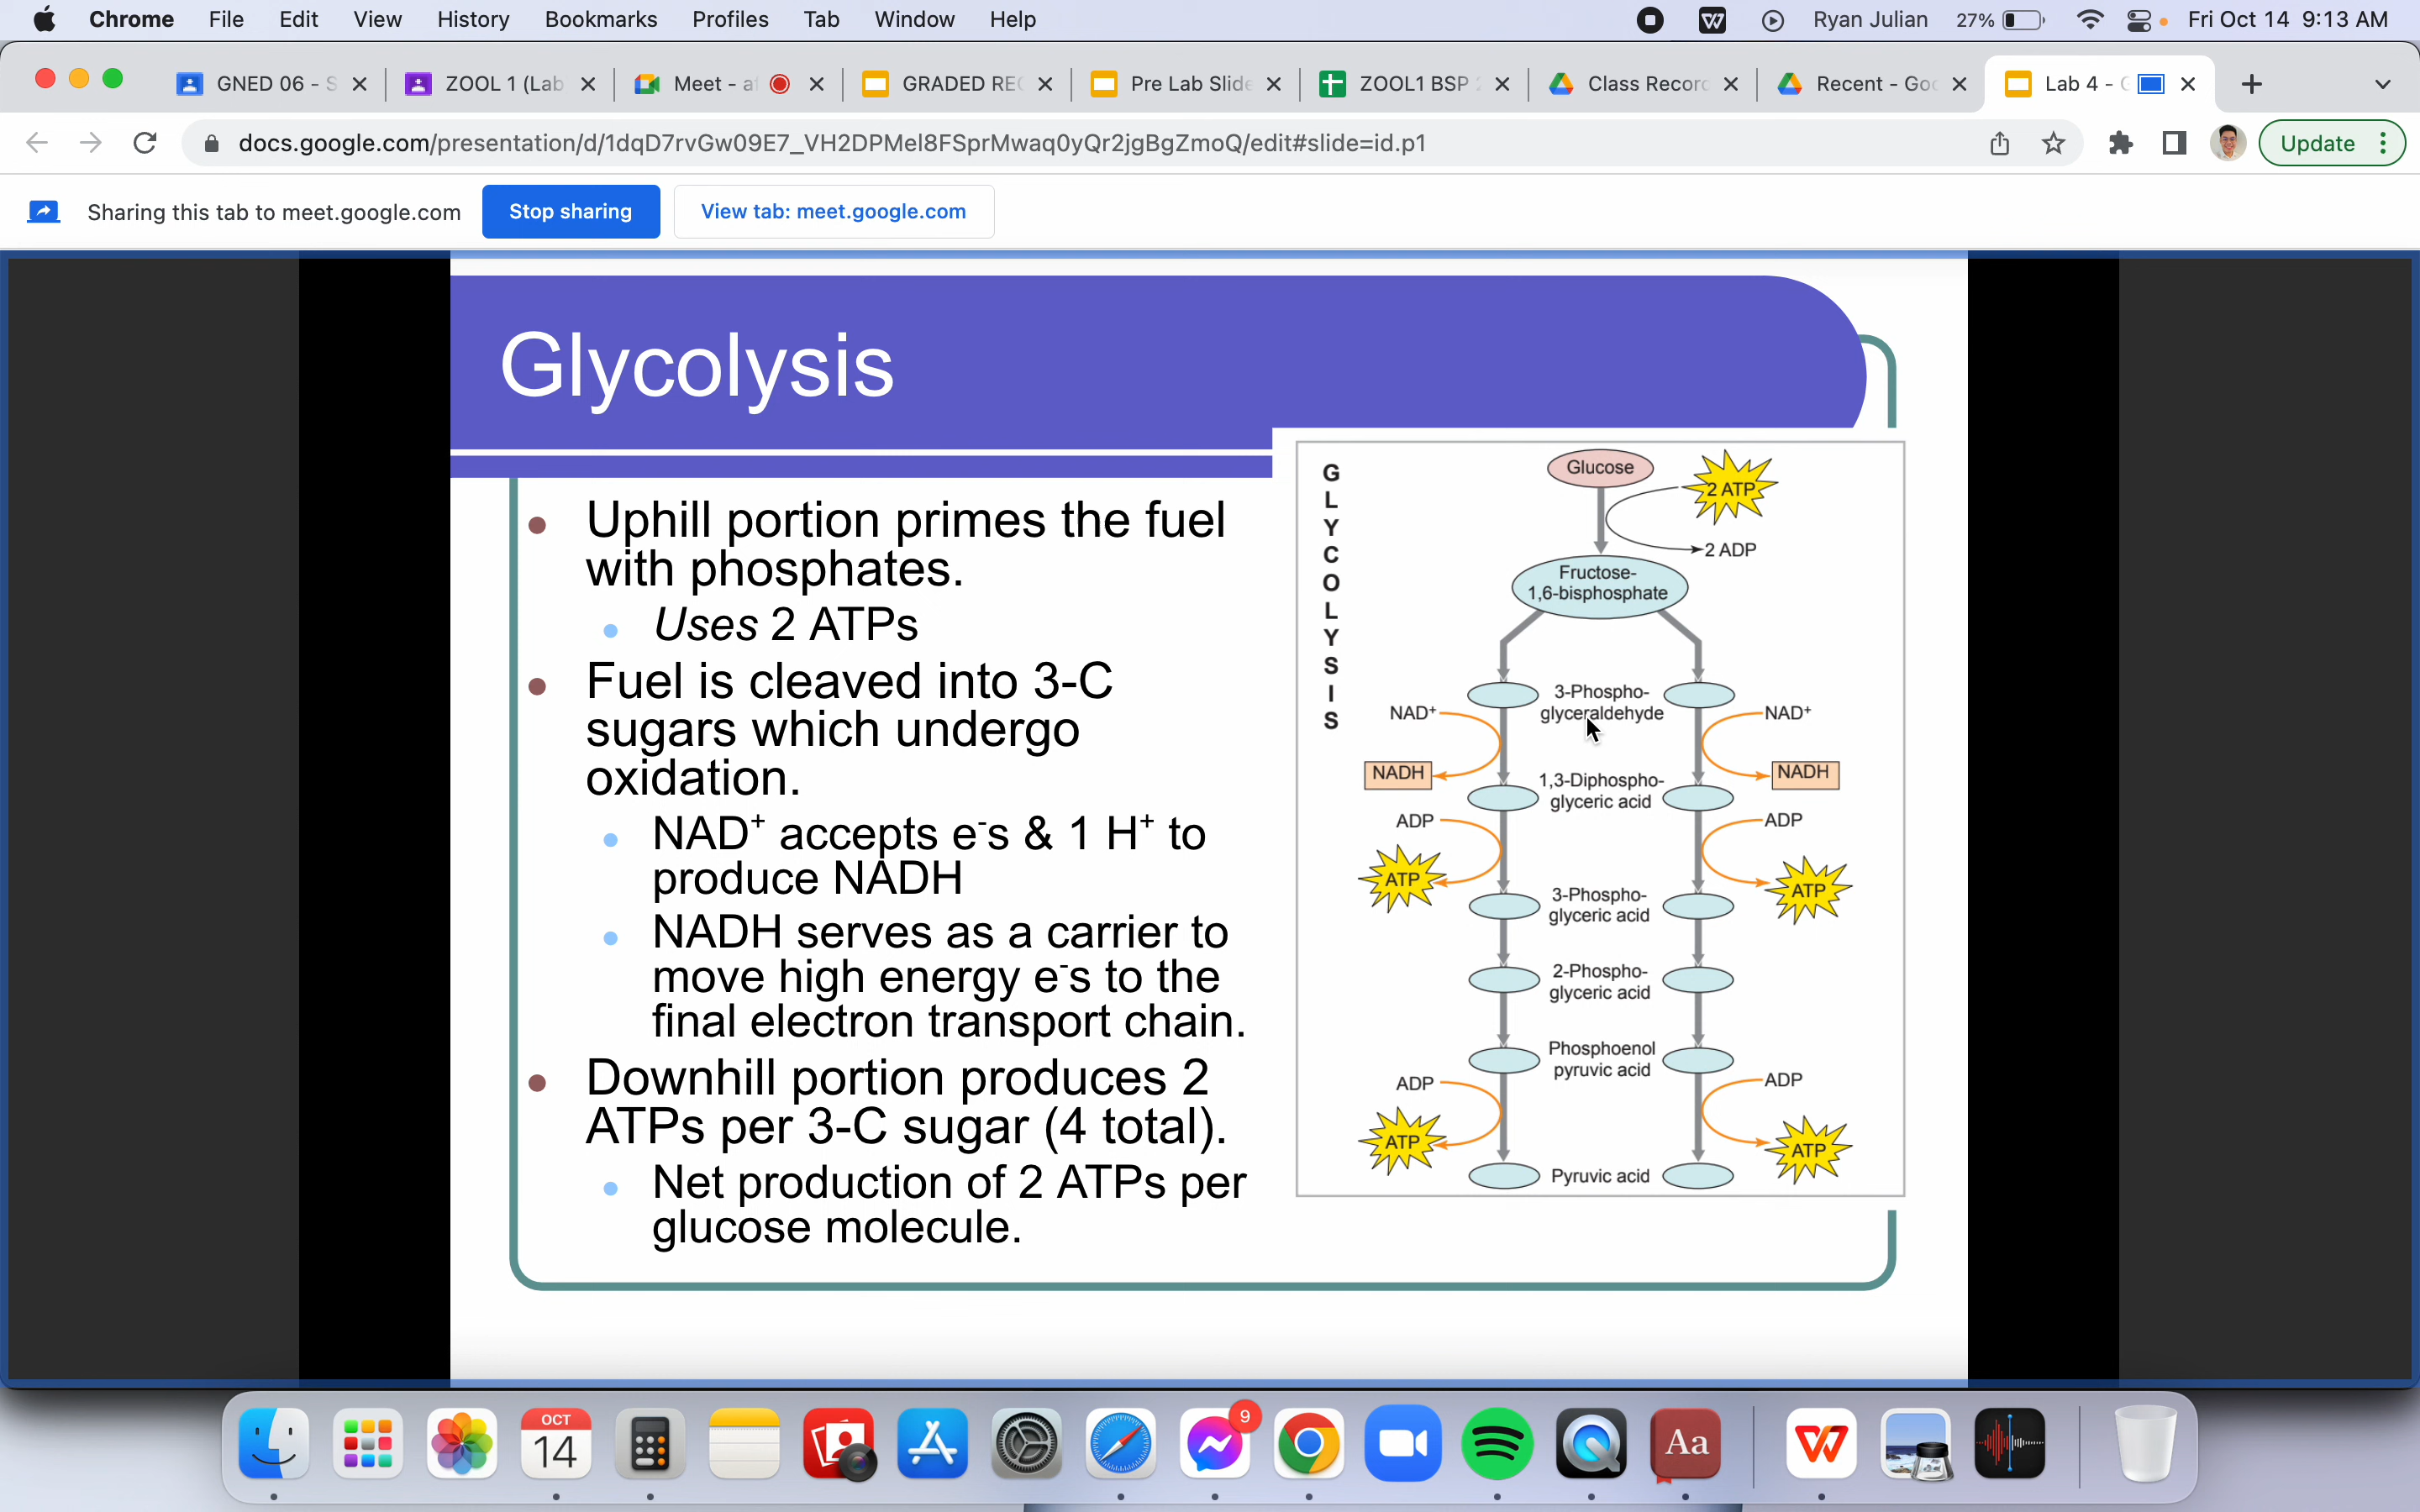 Chrome File Edit View History Bookmarks Profiles Tab Window Help Ryan Julian 27% Fri Oct 14 9:13 AM
GNED 06 - S ZOOL 1 (Lab Meet - a GRADED REC Pre Lab Slide ZOOL1 BSP Class Record Recent - Goo Lab 4 -
docs.google.com/presentation/d/1dqD7rvGw09E7_VH2DPMel8FSprMwaq0yQr2jgBgZmoQ/edit#slide=id.p1 Update
Sharing this tab to meet.google.com Stop sharing View tab: meet.google.com
Glycolysis
Uphill portion primes the fuel
with phosphates.
Uses 2 ATPs
Fuel is cleaved into 3-C
sugars which undergo
oxidation.
NAD⁺ accepts e⁻s & 1 H⁺ to
produce NADH
NADH serves as a carrier to
move high energy e⁻s to the
final electron transport chain.
Downhill portion produces 2
ATPs per 3-C sugar (4 total).
Net production of 2 ATPs per
glucose molecule.
GLYCOLYSIS
Glucose
2 ATP
2 ADP
Fructose-
1,6-bisphosphate
3-Phospho-
glyceraldehyde
NAD⁺ NAD⁺
NADH NADH
1,3-Diphospho-
glyceric acid
ADP ADP
ATP ATP
3-Phospho-
glyceric acid
2-Phospho-
glyceric acid
Phosphoenol
pyruvic acid
ADP ADP
ATP ATP
Pyruvic acid
OCT
14
9
Aa